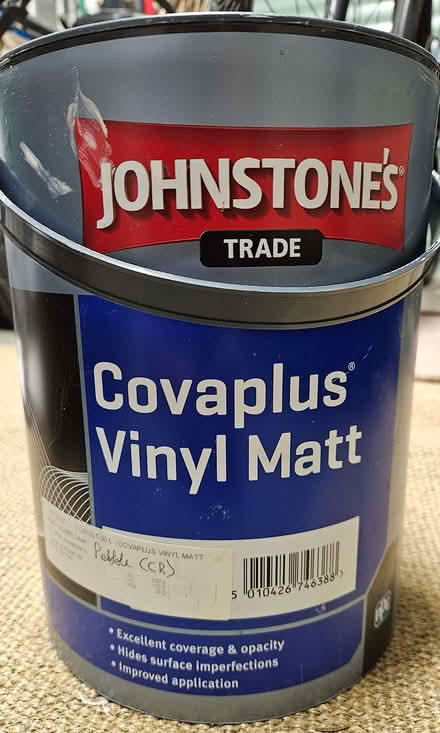 JOHNSTONE'S®
TRADE
Covaplus®
Vinyl Matt
COVAPLUS VINYL MATT
Pebble (CR)
5 010426 746388 >
• Excellent coverage & opacity
• Hides surface imperfections
• Improved application
PPG